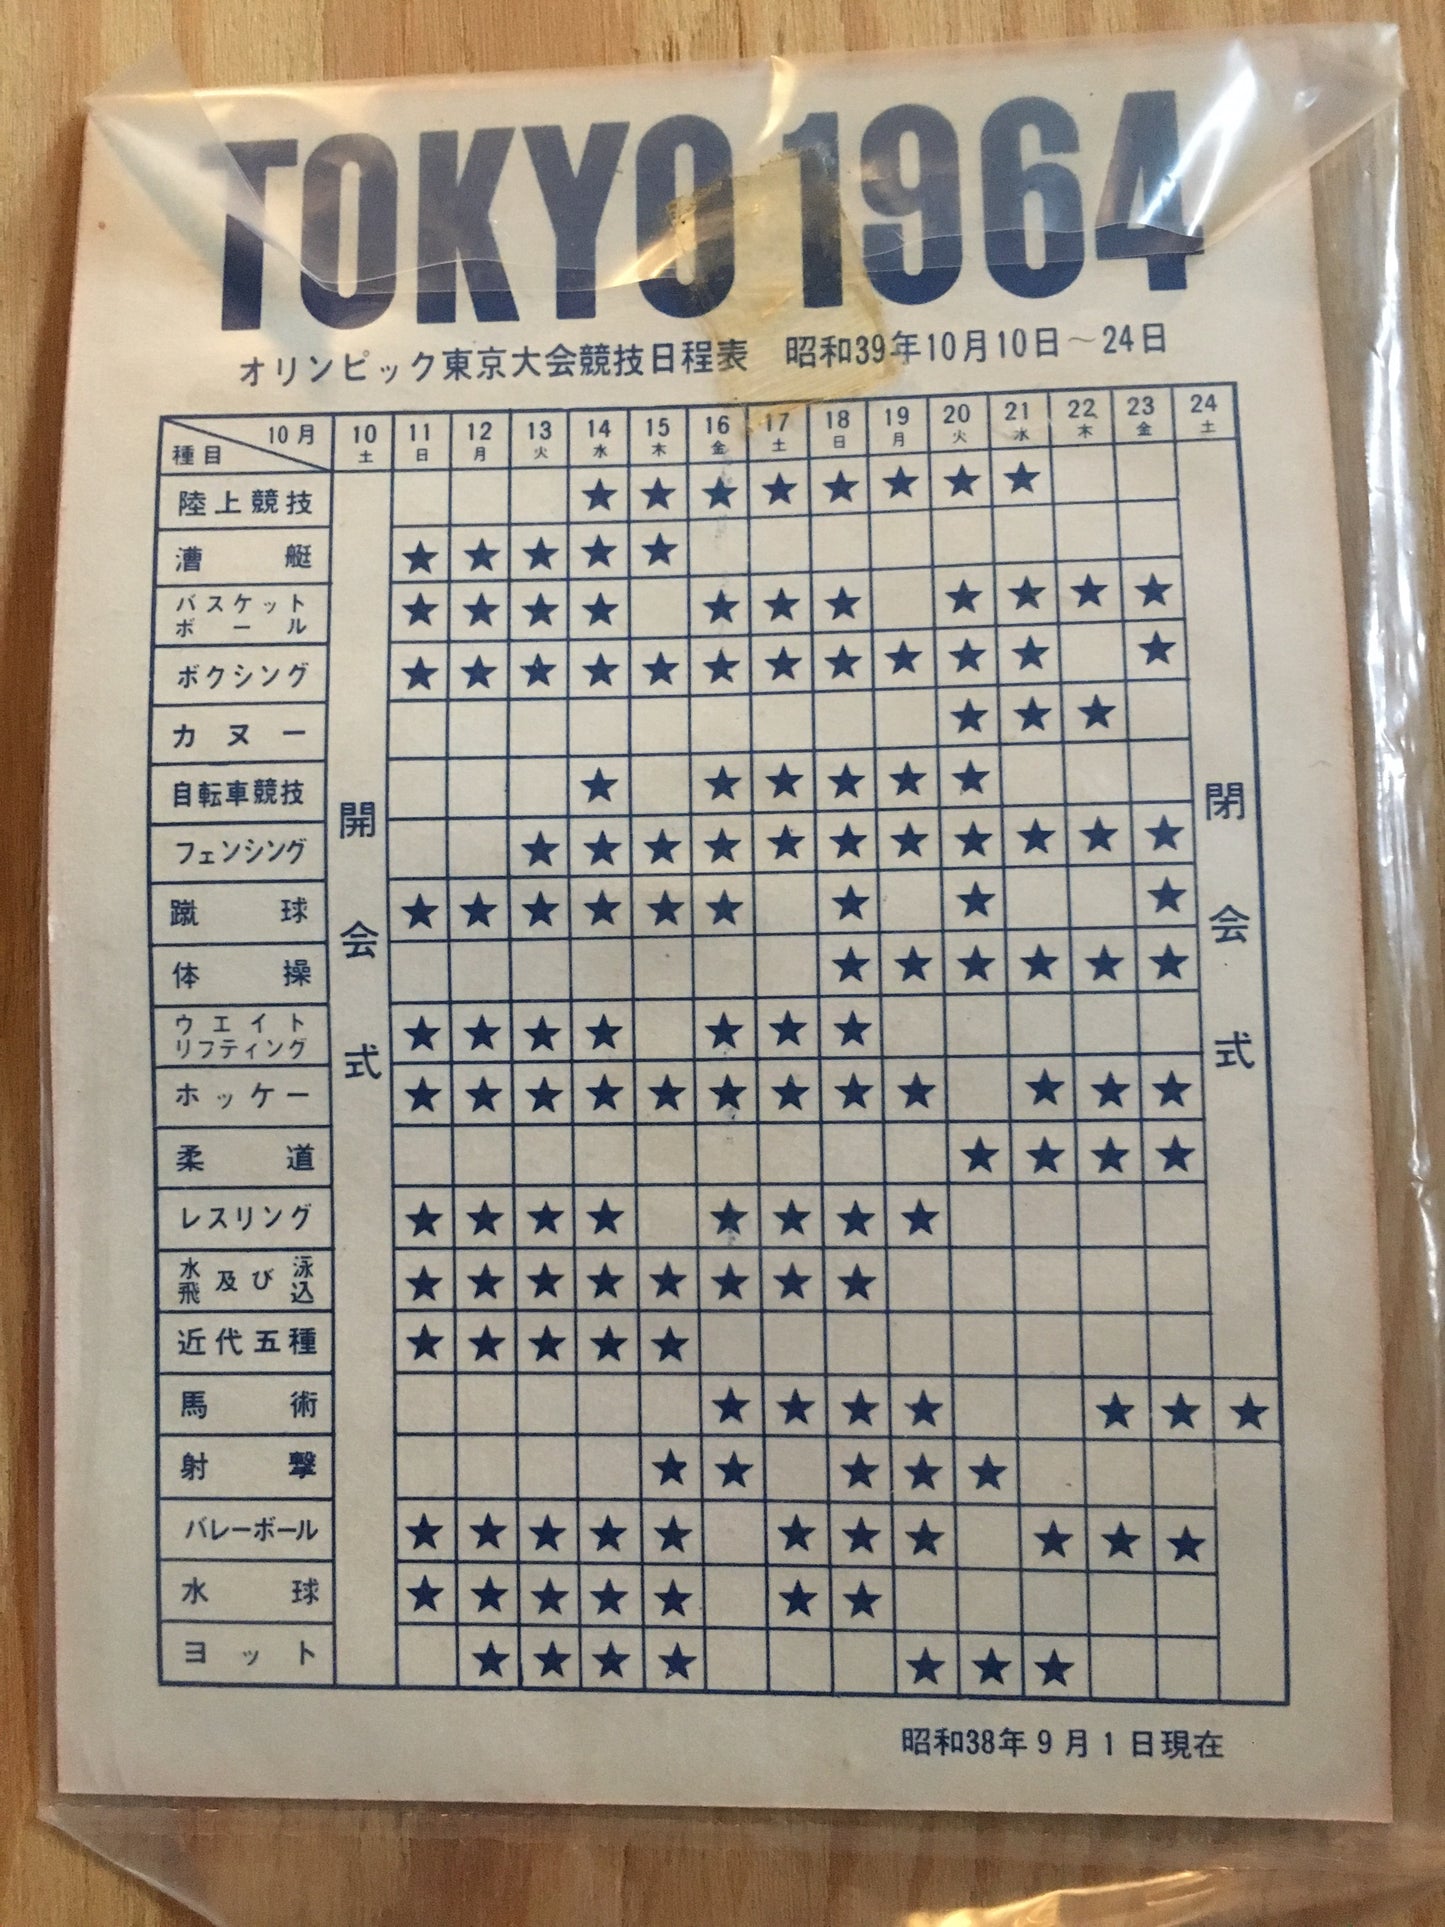 TOKYO 1964
オリンピック東京大会競技日程表 昭和39年10月10日～24日
種目 10月 10 11 12 13 14 15 16 17 18 19 20 21 22 23 24
土 日 月 火 水 木 金 土 日 月 火 水 木 金 土
陸上競技 ★ ★ ★ ★ ★ ★ ★ ★
漕艇 ★ ★ ★ ★ ★
バスケット
ボール ★ ★ ★ ★ ★ ★ ★ ★ ★ ★ ★
ボクシング ★ ★ ★ ★ ★ ★ ★ ★ ★ ★ ★ ★
カヌー ★ ★ ★
自転車競技 ★ ★ ★ ★ ★ ★
フェンシング ★ ★ ★ ★ ★ ★ ★ ★ ★ ★ ★
蹴球 ★ ★ ★ ★ ★ ★ ★ ★ ★
体操 ★ ★ ★ ★ ★ ★
ウエイト
リフティング ★ ★ ★ ★ ★ ★ ★
ホッケー ★ ★ ★ ★ ★ ★ ★ ★ ★ ★ ★ ★
柔道 ★ ★ ★ ★
レスリング ★ ★ ★ ★ ★ ★ ★ ★
水泳及び飛込 ★ ★ ★ ★ ★ ★ ★ ★
近代五種 ★ ★ ★ ★ ★
馬術 ★ ★ ★ ★ ★ ★ ★
射撃 ★ ★ ★ ★ ★
バレーボール ★ ★ ★ ★ ★ ★ ★ ★ ★ ★ ★
水球 ★ ★ ★ ★ ★ ★ ★
ヨット ★ ★ ★ ★ ★ ★ ★
開会式
閉会式
昭和38年9月1日現在